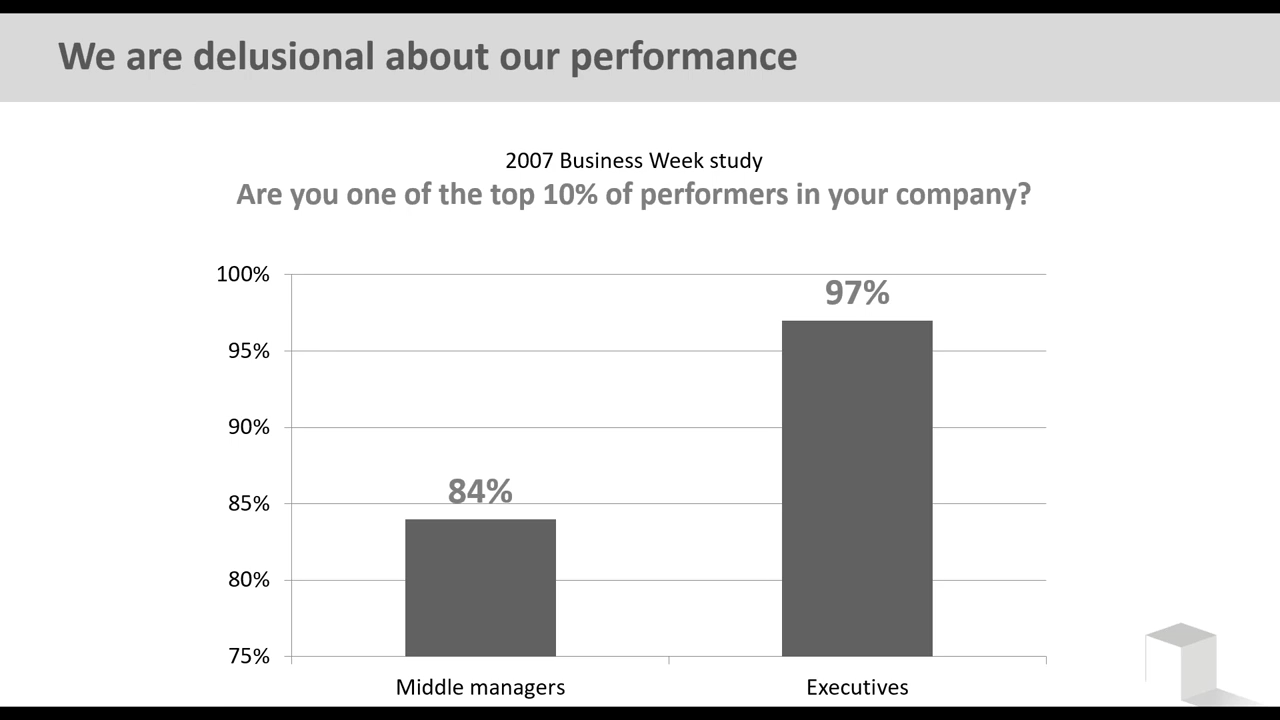 We are delusional about our performance
2007 Business Week study
Are you one of the top 10% of performers in your company?
100%
97%
95%
90%
84%
85%
80%
75%
Middle managers
Executives